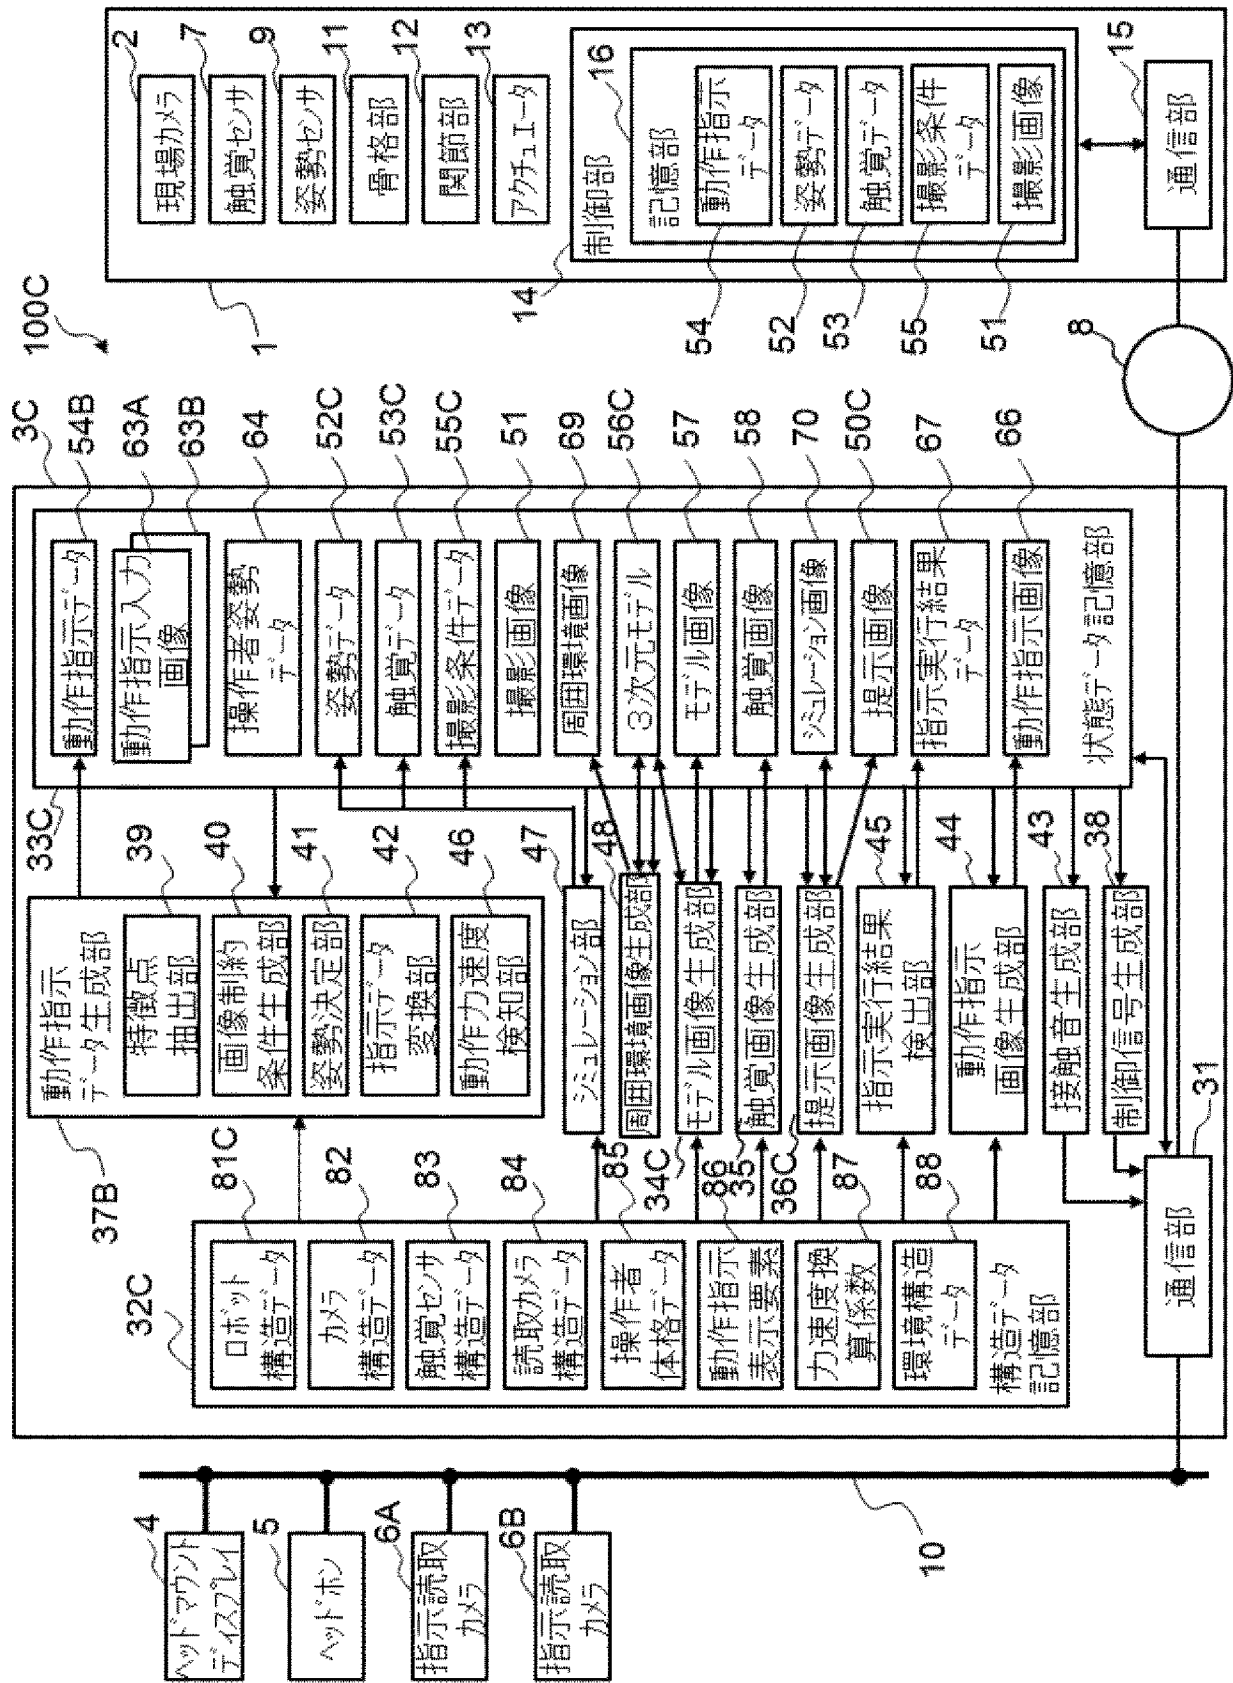 100C
1
現場カメラ
2
触覚センサ
7
姿勢センサ
9
骨格部
11
関節部
12
アクチュエータ
13
制御部
14
記憶部
16
動作指示
データ
54
姿勢データ
52
触覚データ
53
撮影条件
データ
55
撮影画像
51
通信部
15
8
3C
33C
動作指示データ
54B
動作指示入力
画像
63A
63B
操作者姿勢
データ
64
姿勢データ
52C
触覚データ
53C
撮影条件データ
55C
撮影画像
51
周囲環境画像
69
3次元モデル
56C
モデル画像
57
触覚画像
58
シミュレーション画像
70
提示画像
50C
指示実行結果
データ
67
動作指示画像
66
状態データ記憶部
動作指示
データ生成部
37B
特徴点
抽出部
39
画像制約
条件生成部
40
姿勢決定部
41
指示データ
変換部
42
動作力速度
検知部
46
シミュレーション部
47
周囲環境画像生成部
48
モデル画像生成部
34C
触覚画像生成部
35
提示画像生成部
36C
指示実行結果
検出部
45
動作指示
画像生成部
44
接触音生成部
43
制御信号生成部
38
通信部
31
32C
ロボット
構造データ
81C
カメラ
構造データ
82
触覚センサ
構造データ
83
読取カメラ
構造データ
84
操作者
体格データ
85
動作指示
表示要素
86
力速度換
算係数
87
環境構造
データ
88
構造データ
記憶部
ヘッドマウント
ディスプレイ
4
ヘッドホン
5
指示読取
カメラ
6A
指示読取
カメラ
6B
10